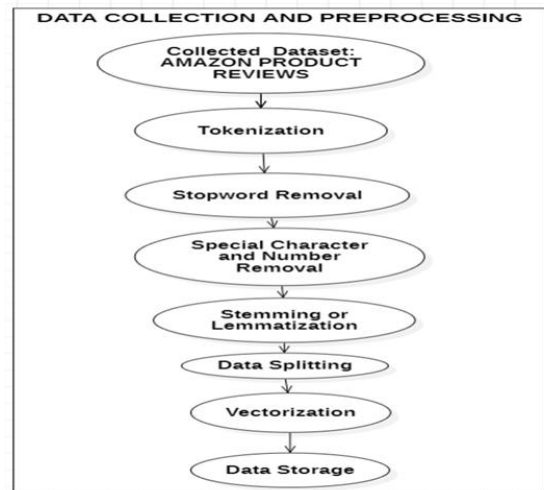 DATA COLLECTION AND PREPROCESSING
Collected Dataset:
AMAZON PRODUCT
REVIEWS
Tokenization
Stopword Removal
Special Character
and Number
Removal
Stemming or
Lemmatization
Data Splitting
Vectorization
Data Storage